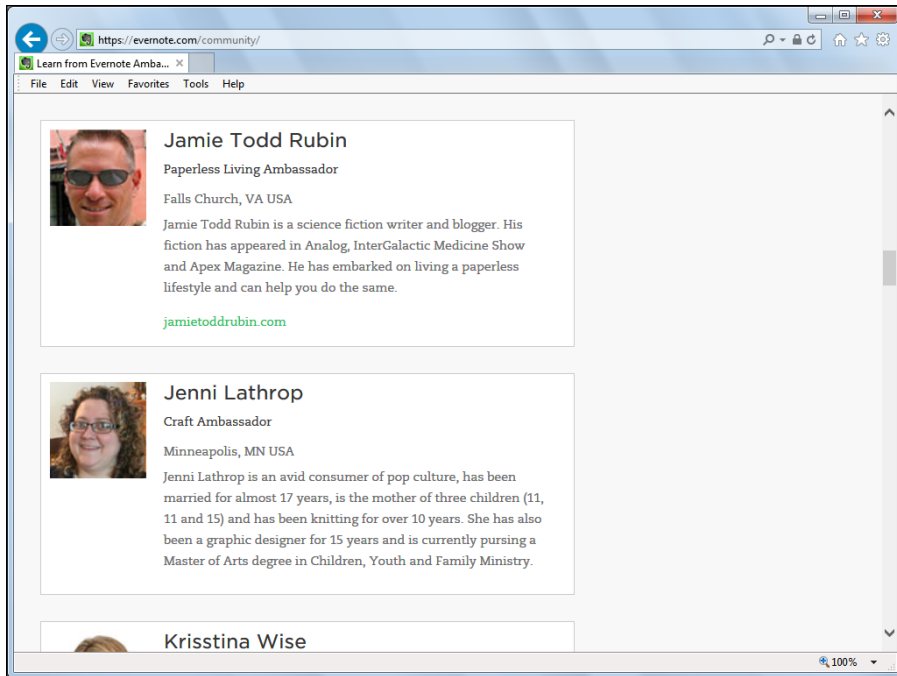 https://evernote.com/community/
Learn from Evernote Amba...
File Edit View Favorites Tools Help
Jamie Todd Rubin
Paperless Living Ambassador
Falls Church, VA USA
Jamie Todd Rubin is a science fiction writer and blogger. His
fiction has appeared in Analog, InterGalactic Medicine Show
and Apex Magazine. He has embarked on living a paperless
lifestyle and can help you do the same.
jamietoddrubin.com
Jenni Lathrop
Craft Ambassador
Minneapolis, MN USA
Jenni Lathrop is an avid consumer of pop culture, has been
married for almost 17 years, is the mother of three children (11,
11 and 15) and has been knitting for over 10 years. She has also
been a graphic designer for 15 years and is currently pursing a
Master of Arts degree in Children, Youth and Family Ministry.
Krisstina Wise
100%